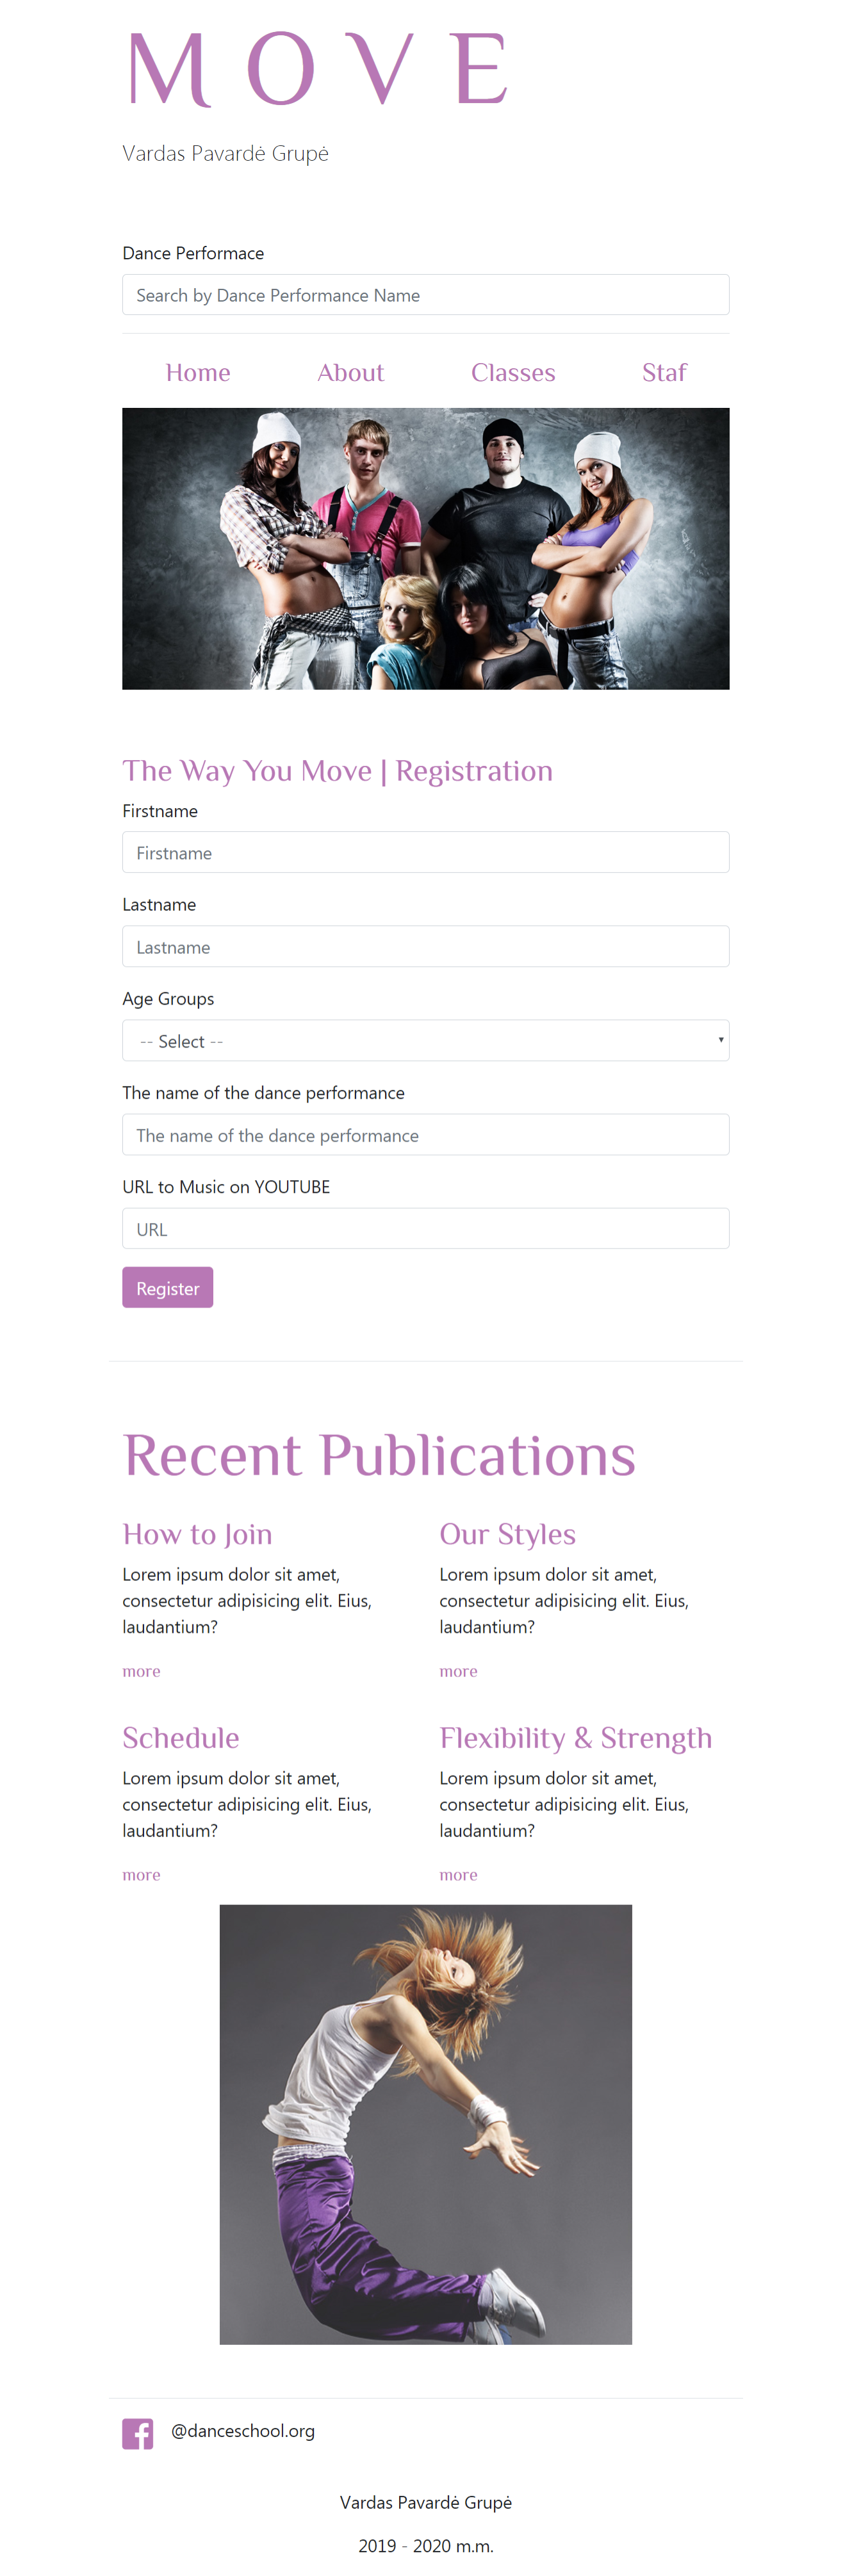 M O V E
Vardas Pavardė Grupė
Dance Performace
Search by Dance Performance Name
Home About Classes Staf
The Way You Move | Registration
Firstname
Firstname
Lastname
Lastname
Age Groups
-- Select --
The name of the dance performance
The name of the dance performance
URL to Music on YOUTUBE
URL
Register
Recent Publications
How to Join
Lorem ipsum dolor sit amet,
consectetur adipisicing elit. Eius,
laudantium?
more
Our Styles
Lorem ipsum dolor sit amet,
consectetur adipisicing elit. Eius,
laudantium?
more
Schedule
Lorem ipsum dolor sit amet,
consectetur adipisicing elit. Eius,
laudantium?
more
Flexibility & Strength
Lorem ipsum dolor sit amet,
consectetur adipisicing elit. Eius,
laudantium?
more
@danceschool.org
Vardas Pavardė Grupė
2019 - 2020 m.m.